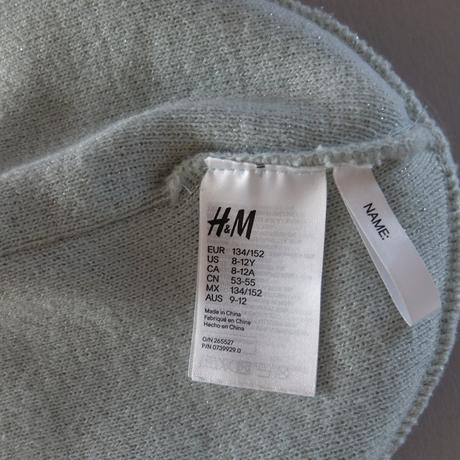 H&M
EUR 134/152
US 8-12Y
CA 8-12A
CN 53-55
MX 134/152
AUS 9-12
Made in China
Fabriqué en Chine
Hecho en China
O/N 265527
P/N 0739929 0
NAME: